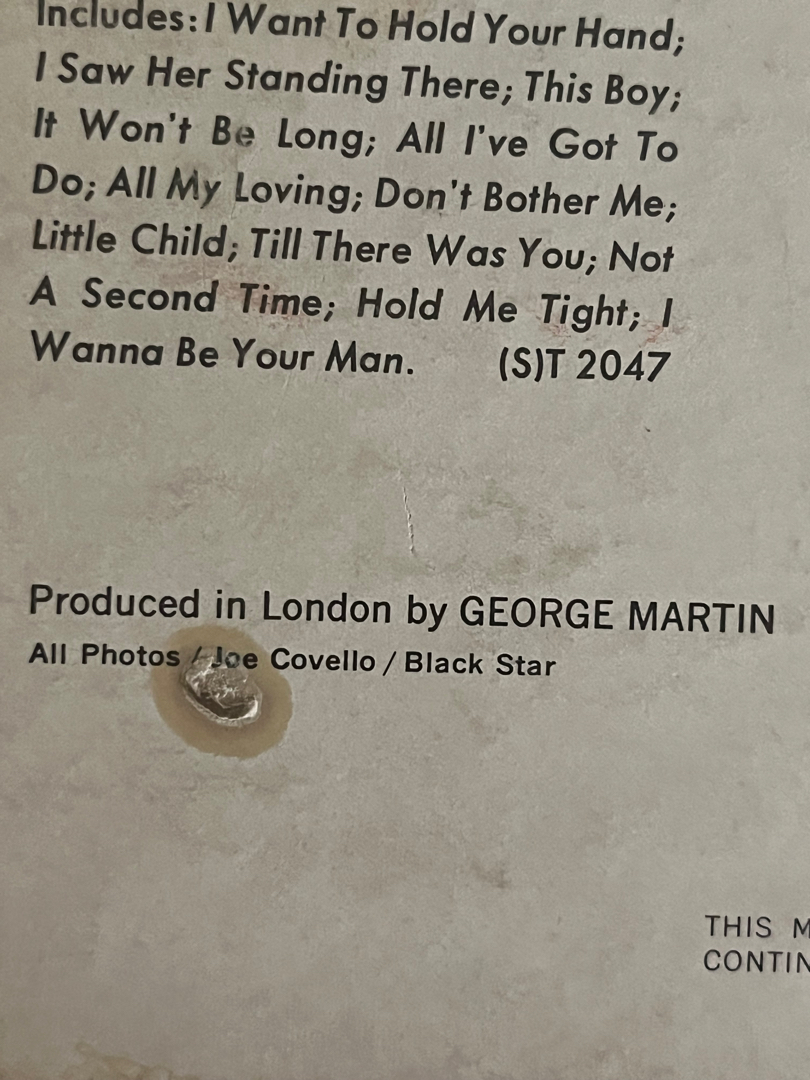 Includes: I Want To Hold Your Hand;
I Saw Her Standing There; This Boy;
It Won't Be Long; All I've Got To
Do; All My Loving; Don't Bother Me;
Little Child; Till There Was You; Not
A Second Time; Hold Me Tight; I
Wanna Be Your Man. (S)T 2047
Produced in London by GEORGE MARTIN
All Photos / Joe Covello / Black Star
THIS M
CONTIN